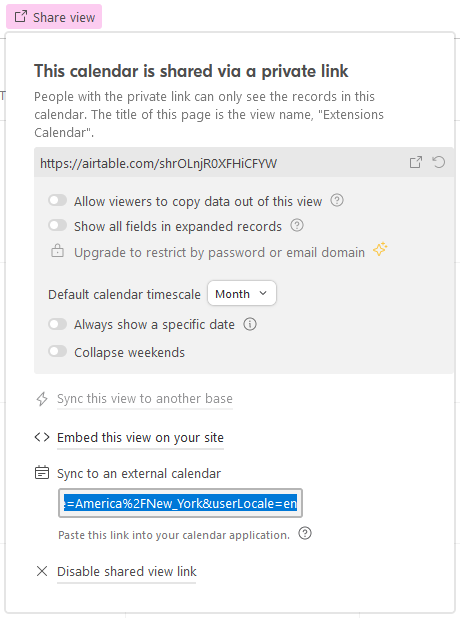 Share view
This calendar is shared via a private link
People with the private link can only see the records in this
calendar. The title of this page is the view name, "Extensions
Calendar".
https://airtable.com/shrOLnjR0XFHiCFYW
Allow viewers to copy data out of this view
Show all fields in expanded records
Upgrade to restrict by password or email domain
Default calendar timescale Month
Always show a specific date
Collapse weekends
Sync this view to another base
Embed this view on your site
Sync to an external calendar
=America%2FNew_York&userLocale=en
Paste this link into your calendar application.
Disable shared view link